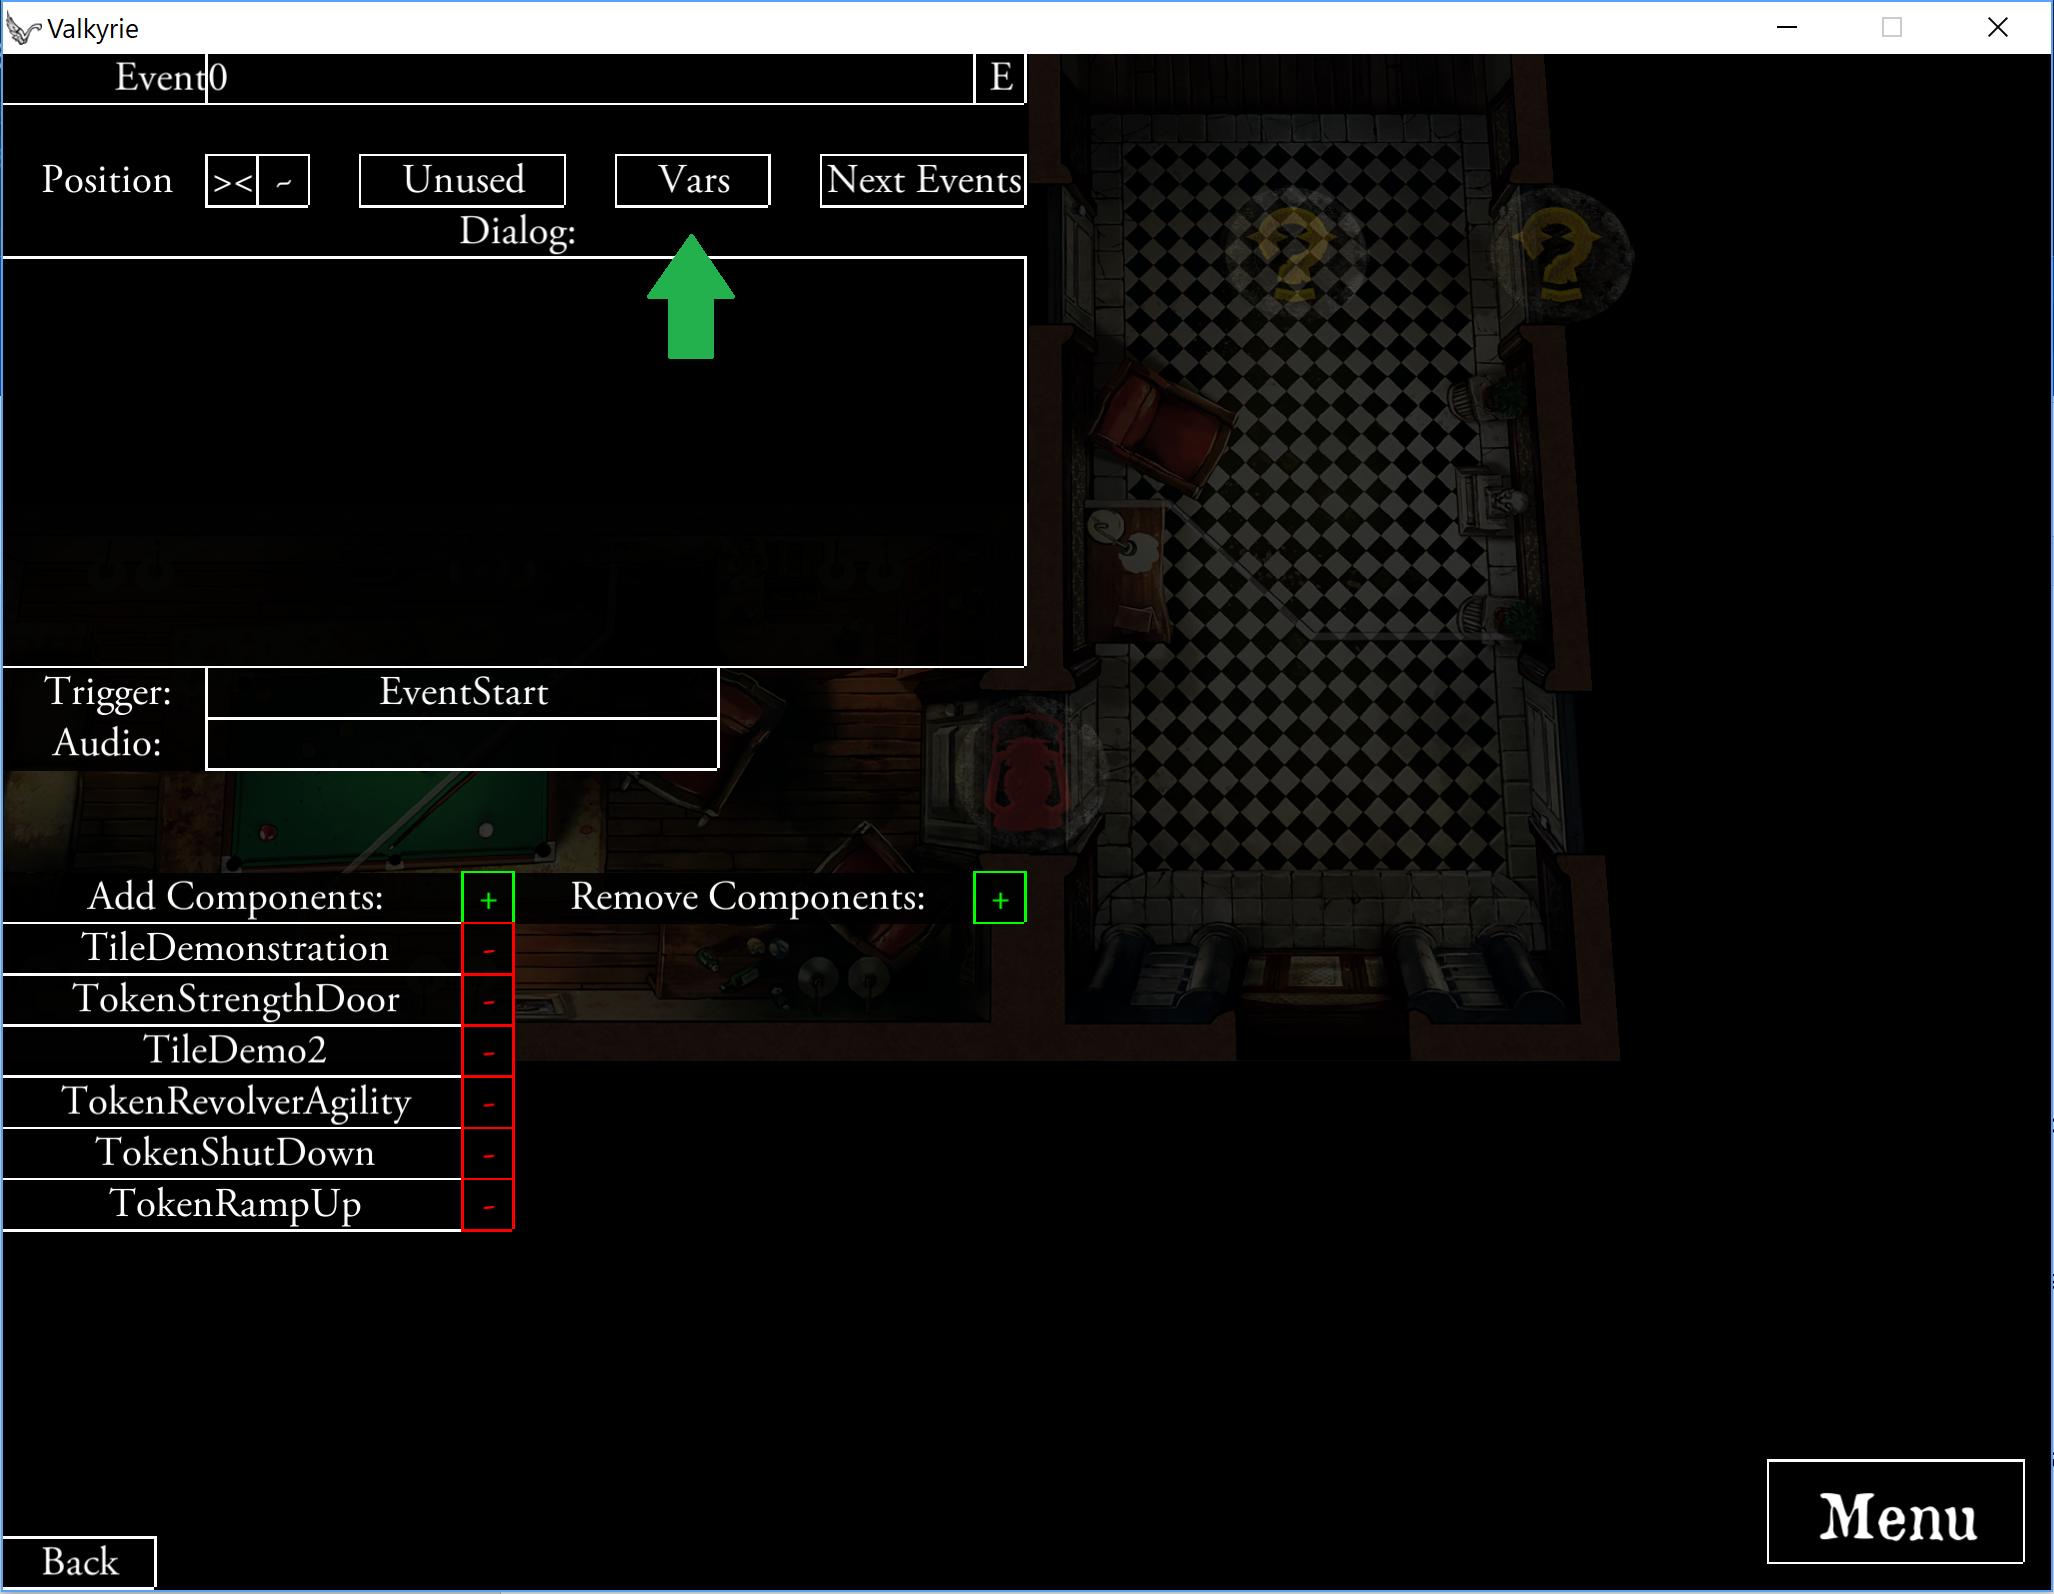 Valkyrie
Event0 E
Position >< ~ Unused Vars Next Events
Dialog:
Trigger: EventStart
Audio:
Add Components: + Remove Components: +
TileDemonstration -
TokenStrengthDoor -
TileDemo2 -
TokenRevolverAgility -
TokenShutDown -
TokenRampUp -
Menu
Back